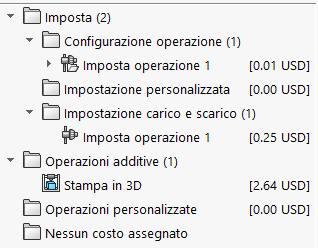 Imposta (2)
Configurazione operazione (1)
Imposta operazione 1 [0.01 USD]
Impostazione personalizzata [0.00 USD]
Impostazione carico e scarico (1)
Imposta operazione 1 [0.25 USD]
Operazioni additive (1)
Stampa in 3D [2.64 USD]
Operazioni personalizzate [0.00 USD]
Nessun costo assegnato